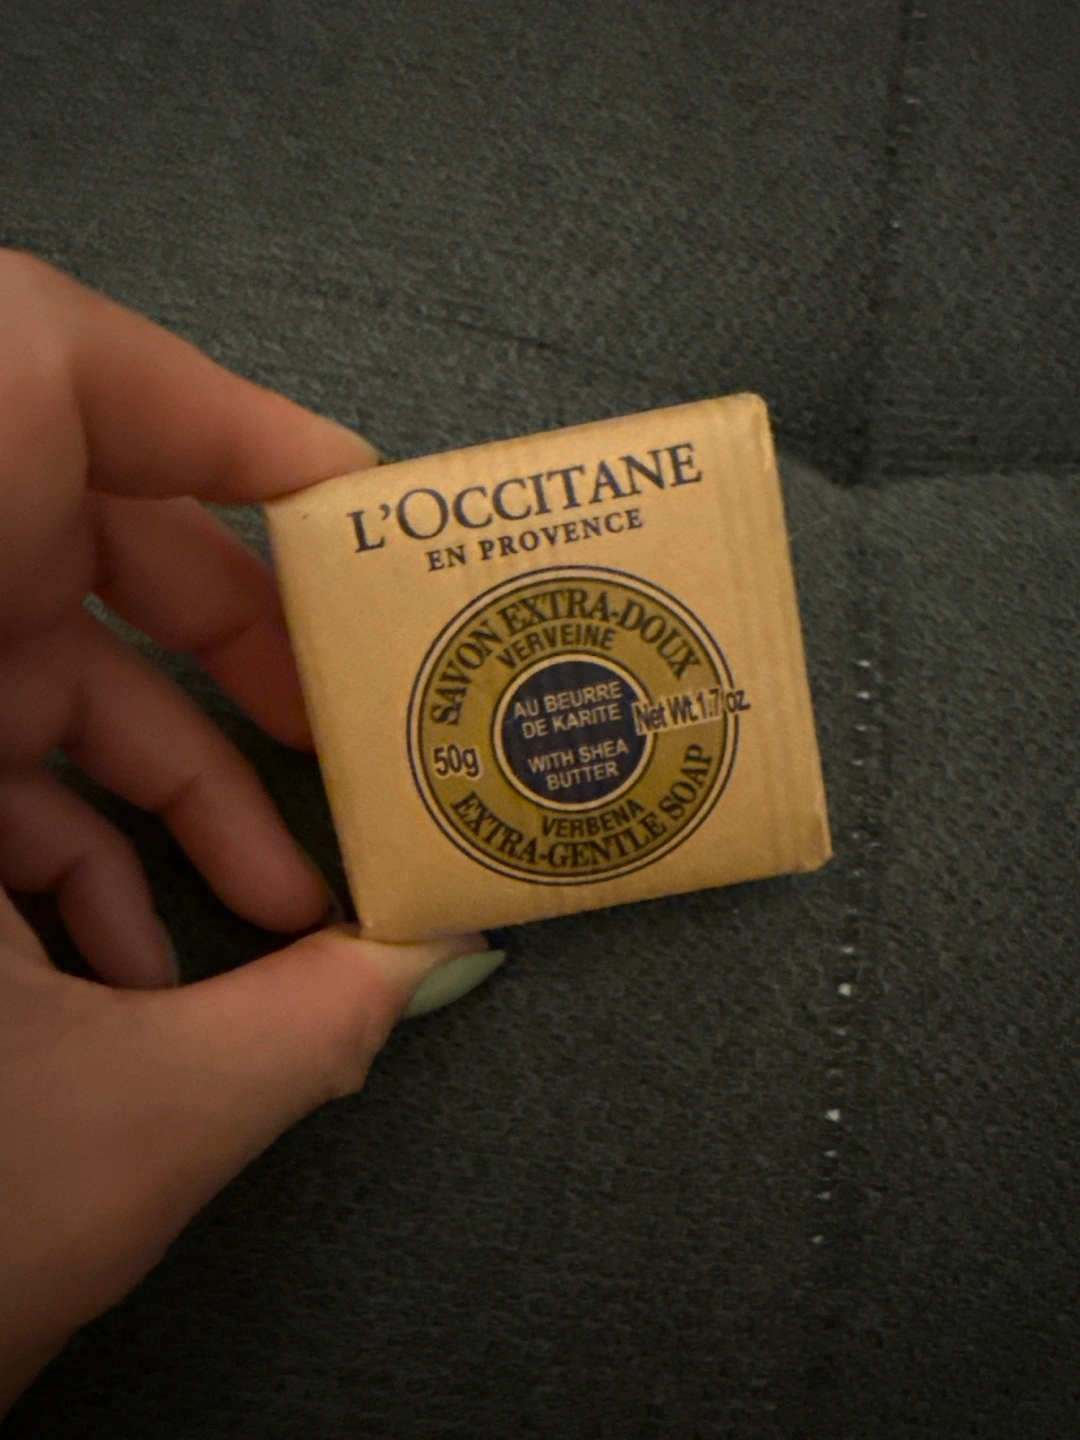 L'OCCITANE
EN PROVENCE
SAVON EXTRA-DOUX
VERVEINE
AU BEURRE
DE KARITE
50g
Net Wt.1.7 oz.
WITH SHEA
BUTTER
VERBENA
EXTRA-GENTLE SOAP